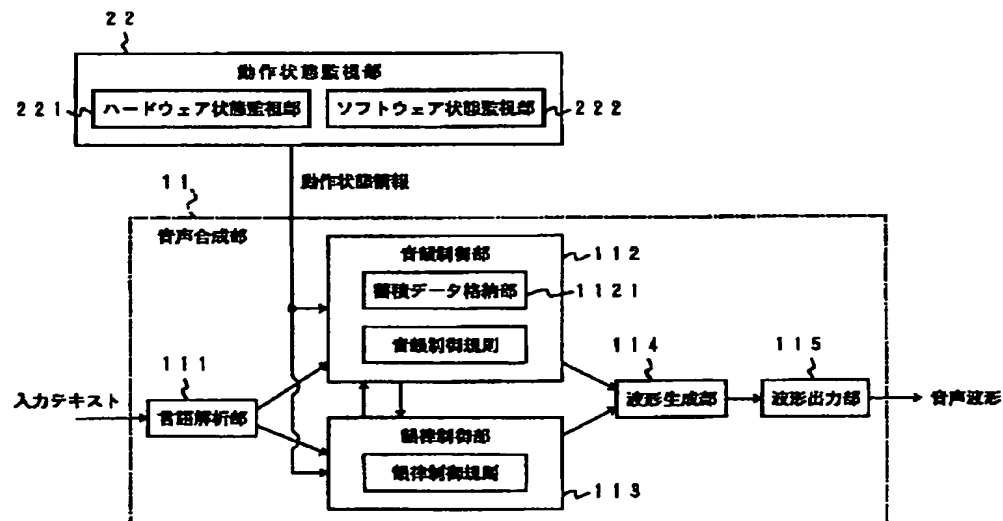 22
動作状態監視部
221 ハードウェア状態監視部 ソフトウェア状態監視部 222
11
動作状態情報
音声合成部
音韻制御部 112
蓄積データ格納部 1121
音韻制御規則
111
114
115
入力テキスト 言語解析部 波形生成部 波形出力部 音声波形
韻律制御部
韻律制御規則
113